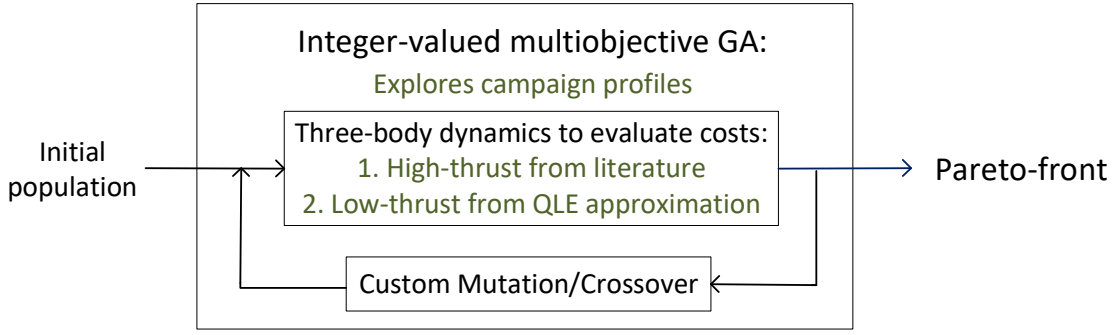 Integer-valued multiobjective GA:
Explores campaign profiles
Initial
population
Three-body dynamics to evaluate costs:
1. High-thrust from literature
2. Low-thrust from QLE approximation
Pareto-front
Custom Mutation/Crossover